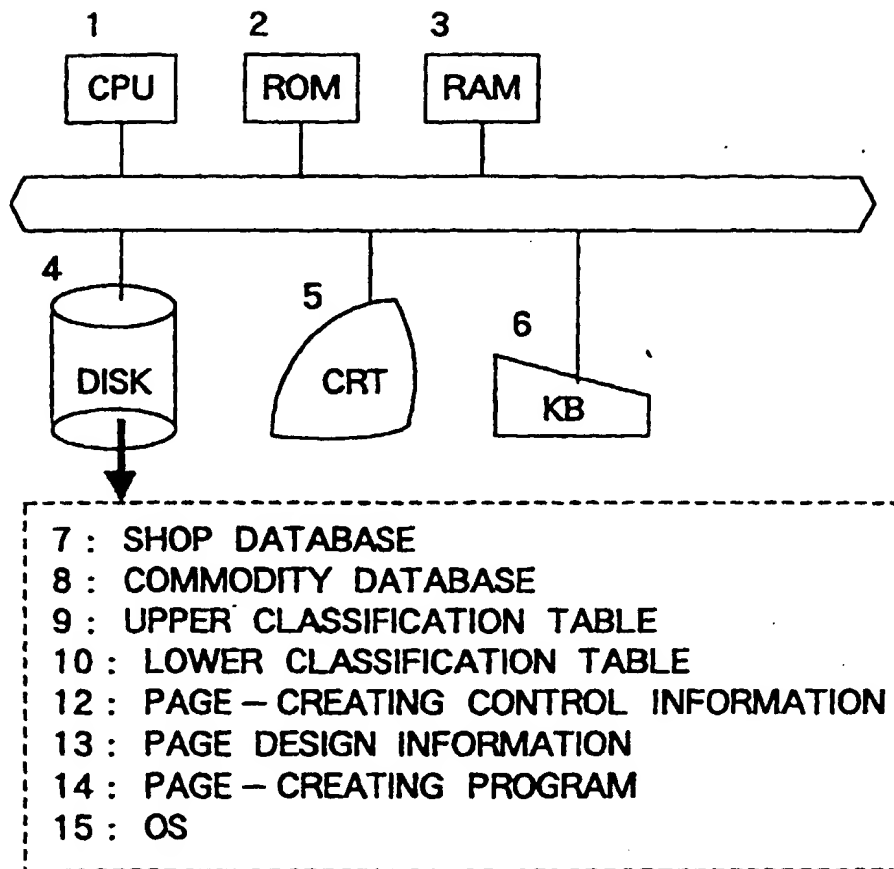 1 2 3
CPU ROM RAM
4 5 6
DISK CRT KB
7 : SHOP DATABASE
8 : COMMODITY DATABASE
9 : UPPER CLASSIFICATION TABLE
10 : LOWER CLASSIFICATION TABLE
12 : PAGE – CREATING CONTROL INFORMATION
13 : PAGE DESIGN INFORMATION
14 : PAGE – CREATING PROGRAM
15 : OS